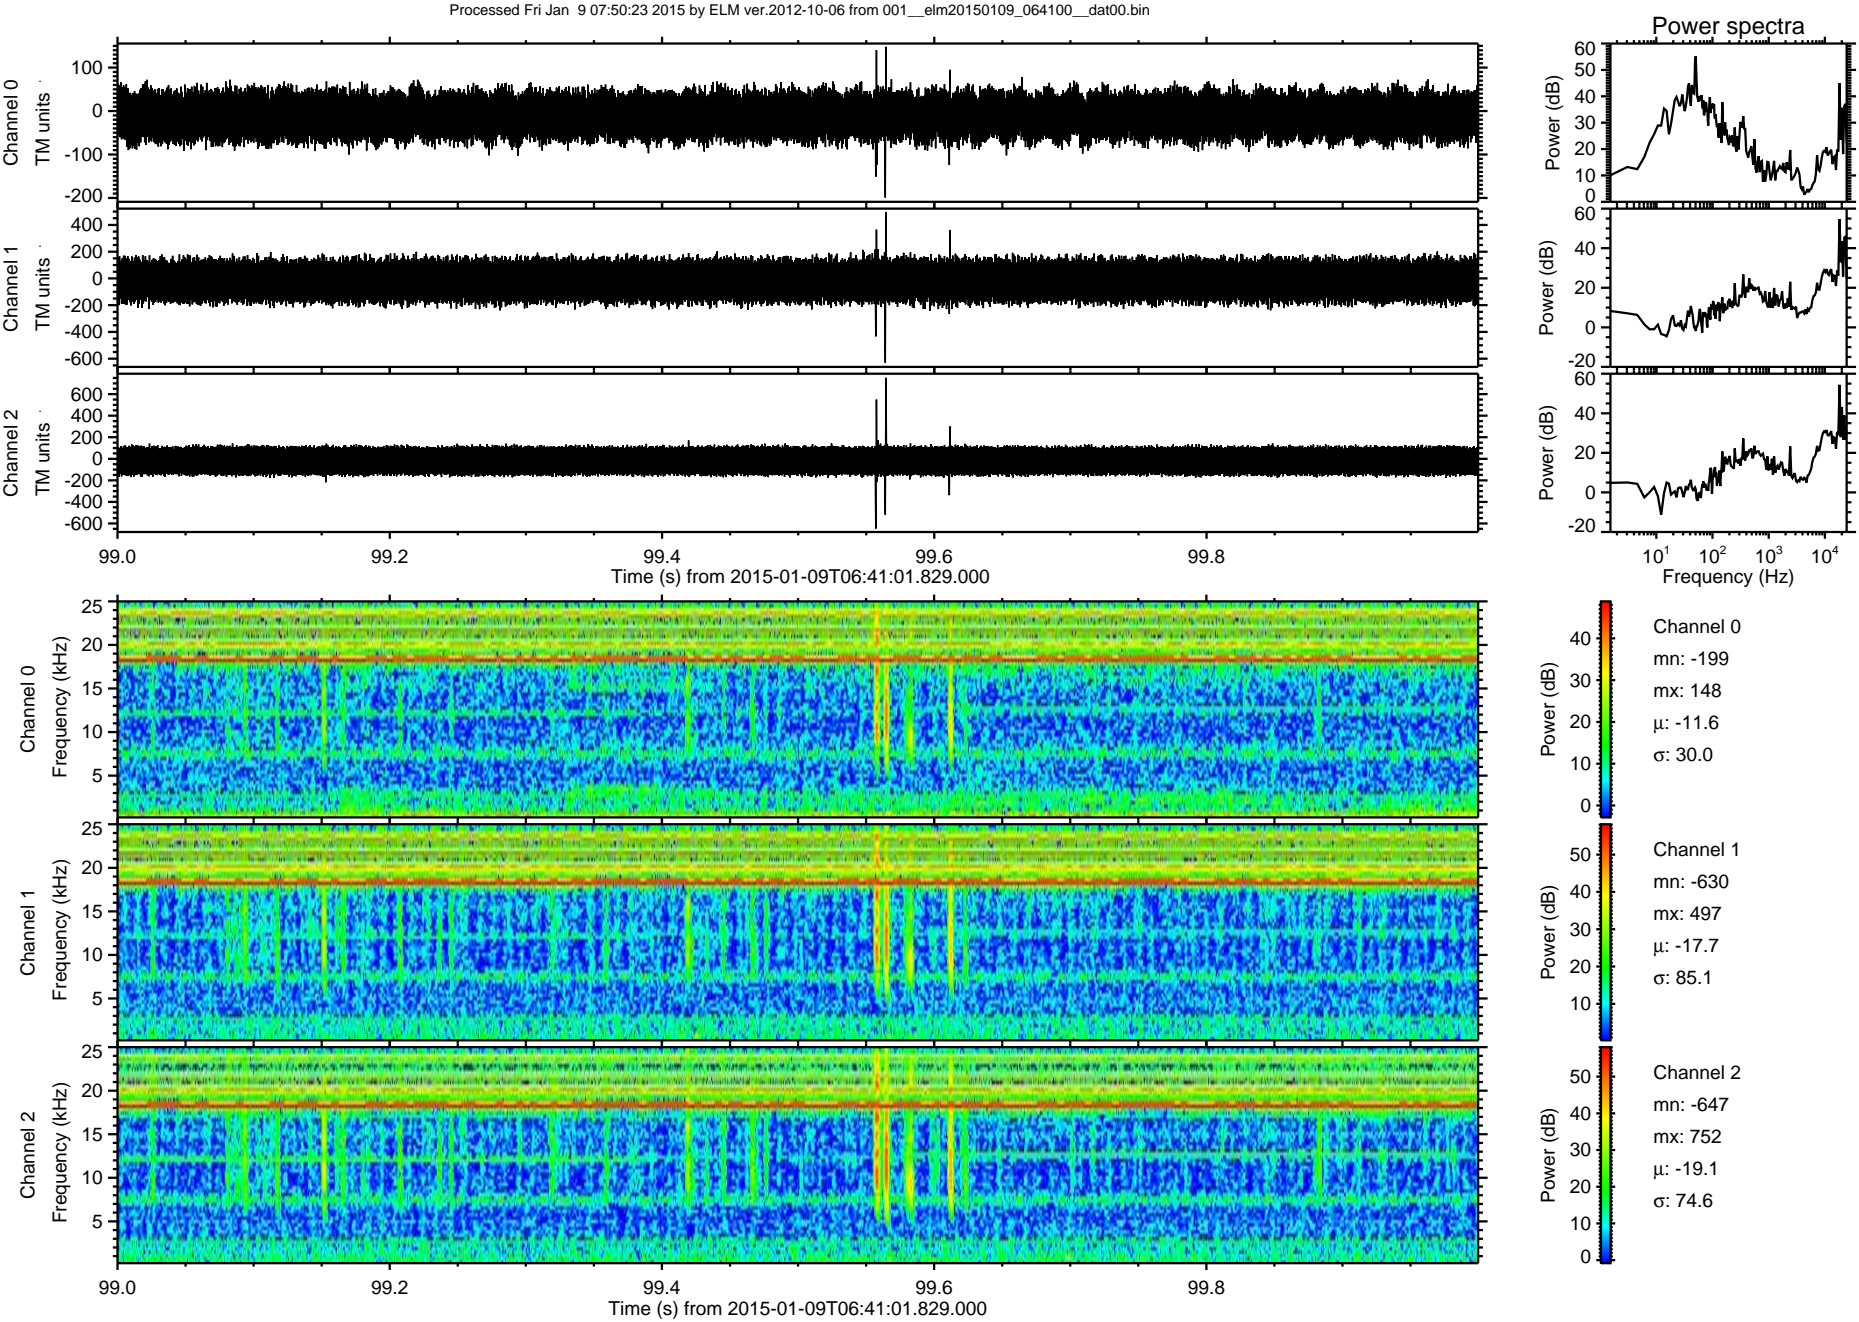 Processed Fri Jan 9 07:50:23 2015 by ELM ver.2012-10-06 from 001__elm20150109_064100__dat00.bin
Power spectra
Channel 0
TM units
100
0
-100
-200
Power (dB)
60
50
40
30
20
10
0
Channel 1
TM units
400
200
0
-200
-400
-600
Power (dB)
60
40
20
0
-20
Channel 2
TM units
600
400
200
0
-200
-400
-600
Power (dB)
60
40
20
0
-20
99.0 99.2 99.4 99.6 99.8
Time (s) from 2015-01-09T06:41:01.829.000
10^1 10^2 10^3 10^4
Frequency (Hz)
Channel 0
Frequency (kHz)
25
20
15
10
5
Power (dB)
40
30
20
10
0
Channel 0
mn: -199
mx: 148
μ: -11.6
σ: 30.0
Channel 1
Frequency (kHz)
25
20
15
10
5
Power (dB)
50
40
30
20
10
Channel 1
mn: -630
mx: 497
μ: -17.7
σ: 85.1
Channel 2
Frequency (kHz)
25
20
15
10
5
Power (dB)
50
40
30
20
10
0
Channel 2
mn: -647
mx: 752
μ: -19.1
σ: 74.6
99.0 99.2 99.4 99.6 99.8
Time (s) from 2015-01-09T06:41:01.829.000